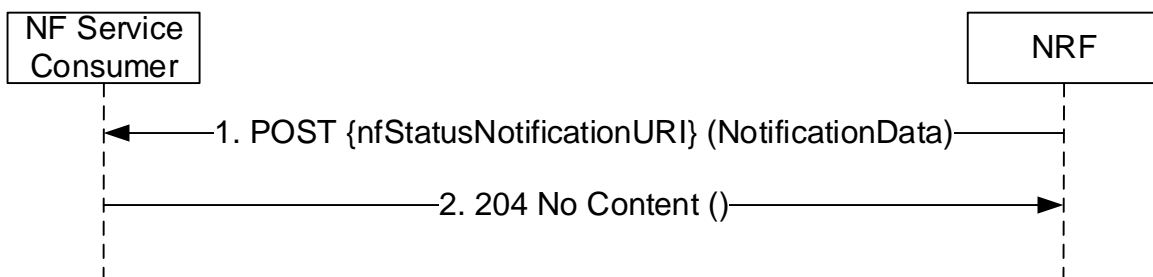 NF Service
Consumer
NRF
1. POST {nfStatusNotificationURI} (NotificationData)
2. 204 No Content ()